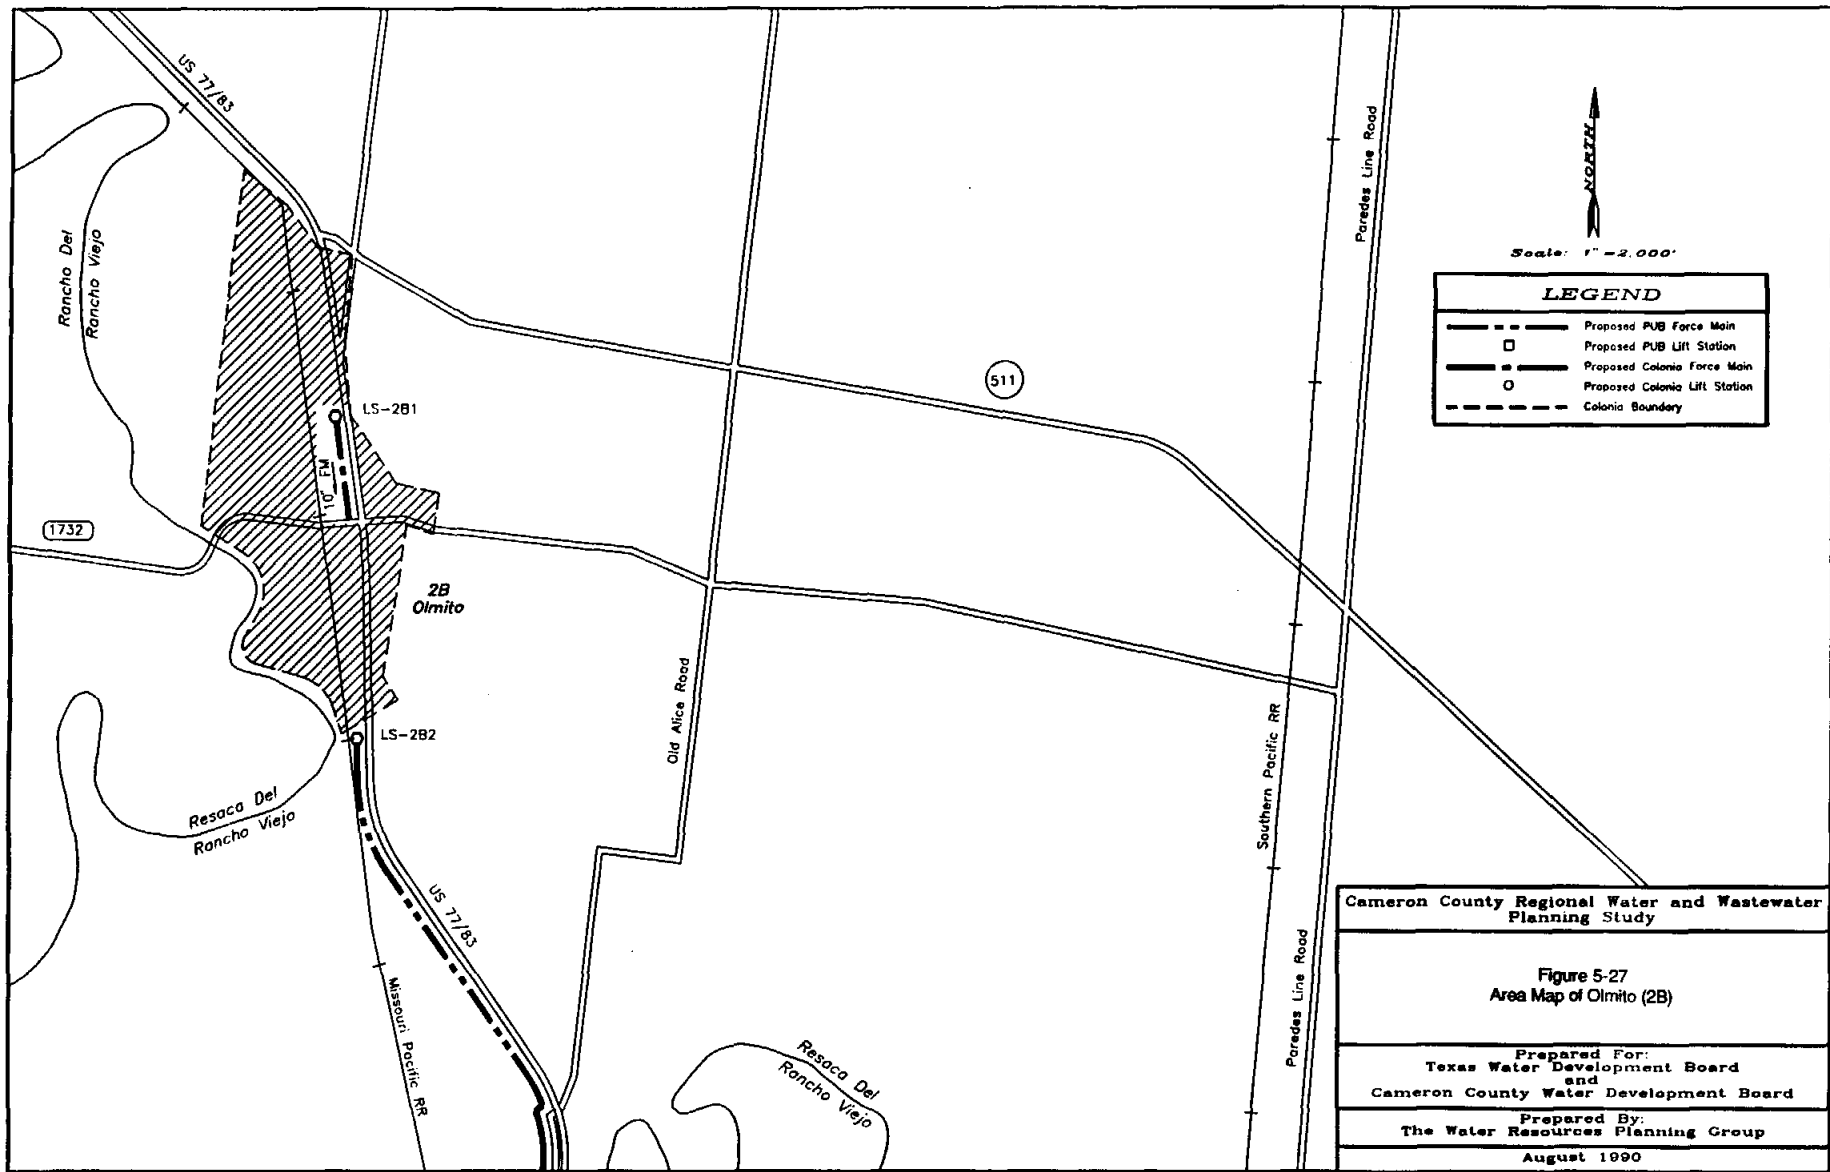 US 77/83
Rancho Del
Rancho Viejo
LS-2B1
10" FM
1732
2B
Olmito
LS-2B2
Resaca Del
Rancho Viejo
US 77/83
Missouri Pacific RR
Old Alice Road
511
Resaca Del
Rancho Viejo
Southern Pacific RR
Paredes Line Road
Paredes Line Road
NORTH
Scale: 1"=2,000'
LEGEND
Proposed PUB Force Main
Proposed PUB Lift Station
Proposed Colonia Force Main
Proposed Colonia Lift Station
Colonia Boundary
Cameron County Regional Water and Wastewater
Planning Study
Figure 5-27
Area Map of Olmito (2B)
Prepared For:
Texas Water Development Board
and
Cameron County Water Development Board
Prepared By:
The Water Resources Planning Group
August 1990